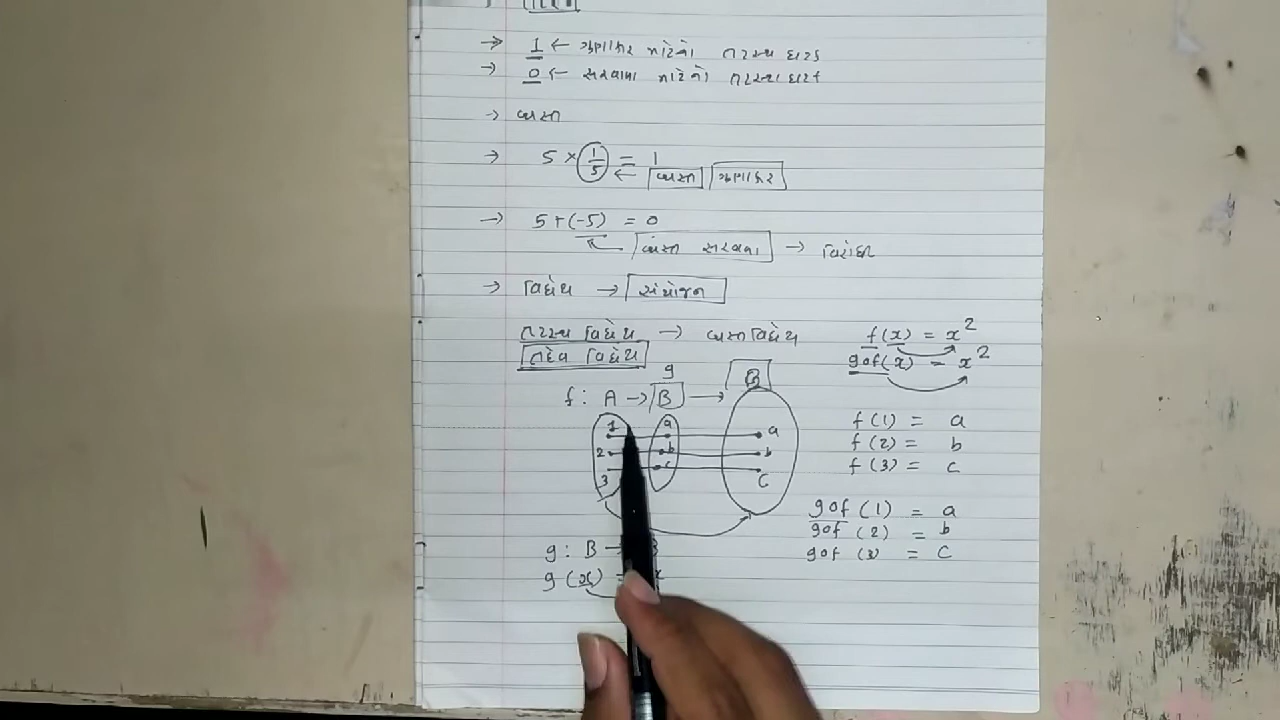 → 1 ← ગુણાકાર માટેનો તટસ્થ ઘટક
→ 0 ← સરવાળા માટેનો તટસ્થ ઘટક
→ વ્યસ્ત
→ 5 × 1/5 = 1
← વ્યસ્ત ગુણાકાર
→ 5 + (-5) = 0
વ્યસ્ત સરવાળા → વિરોધી
→ વિધેય → સંયોજન
તટસ્થ વિધેય → વ્યસ્ત વિધેય
તદેવ વિધેય
f(x) = x²
gof(x) = x²
g B
f : A → B →
1 a a
2 b b
3 c C
f(1) = a
f(2) = b
f(3) = c
gof (1) = a
gof (2) = b
gof (3) = C
g : B →
g (x) =